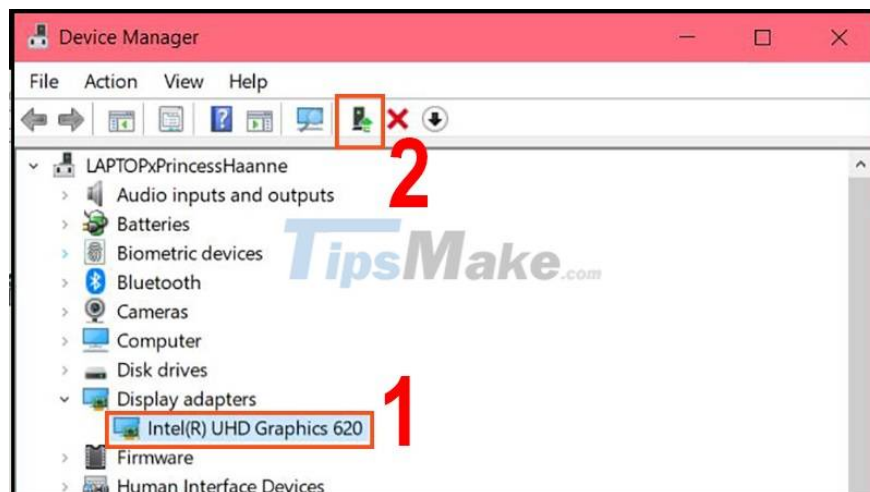 Device Manager
File Action View Help
2
LAPTOPxPrincessHaanne
Audio inputs and outputs
Batteries
TipsMake.com
Biometric devices
Bluetooth
Cameras
Computer
Disk drives
Display adapters
1
Intel(R) UHD Graphics 620
Firmware
Human Interface Devices